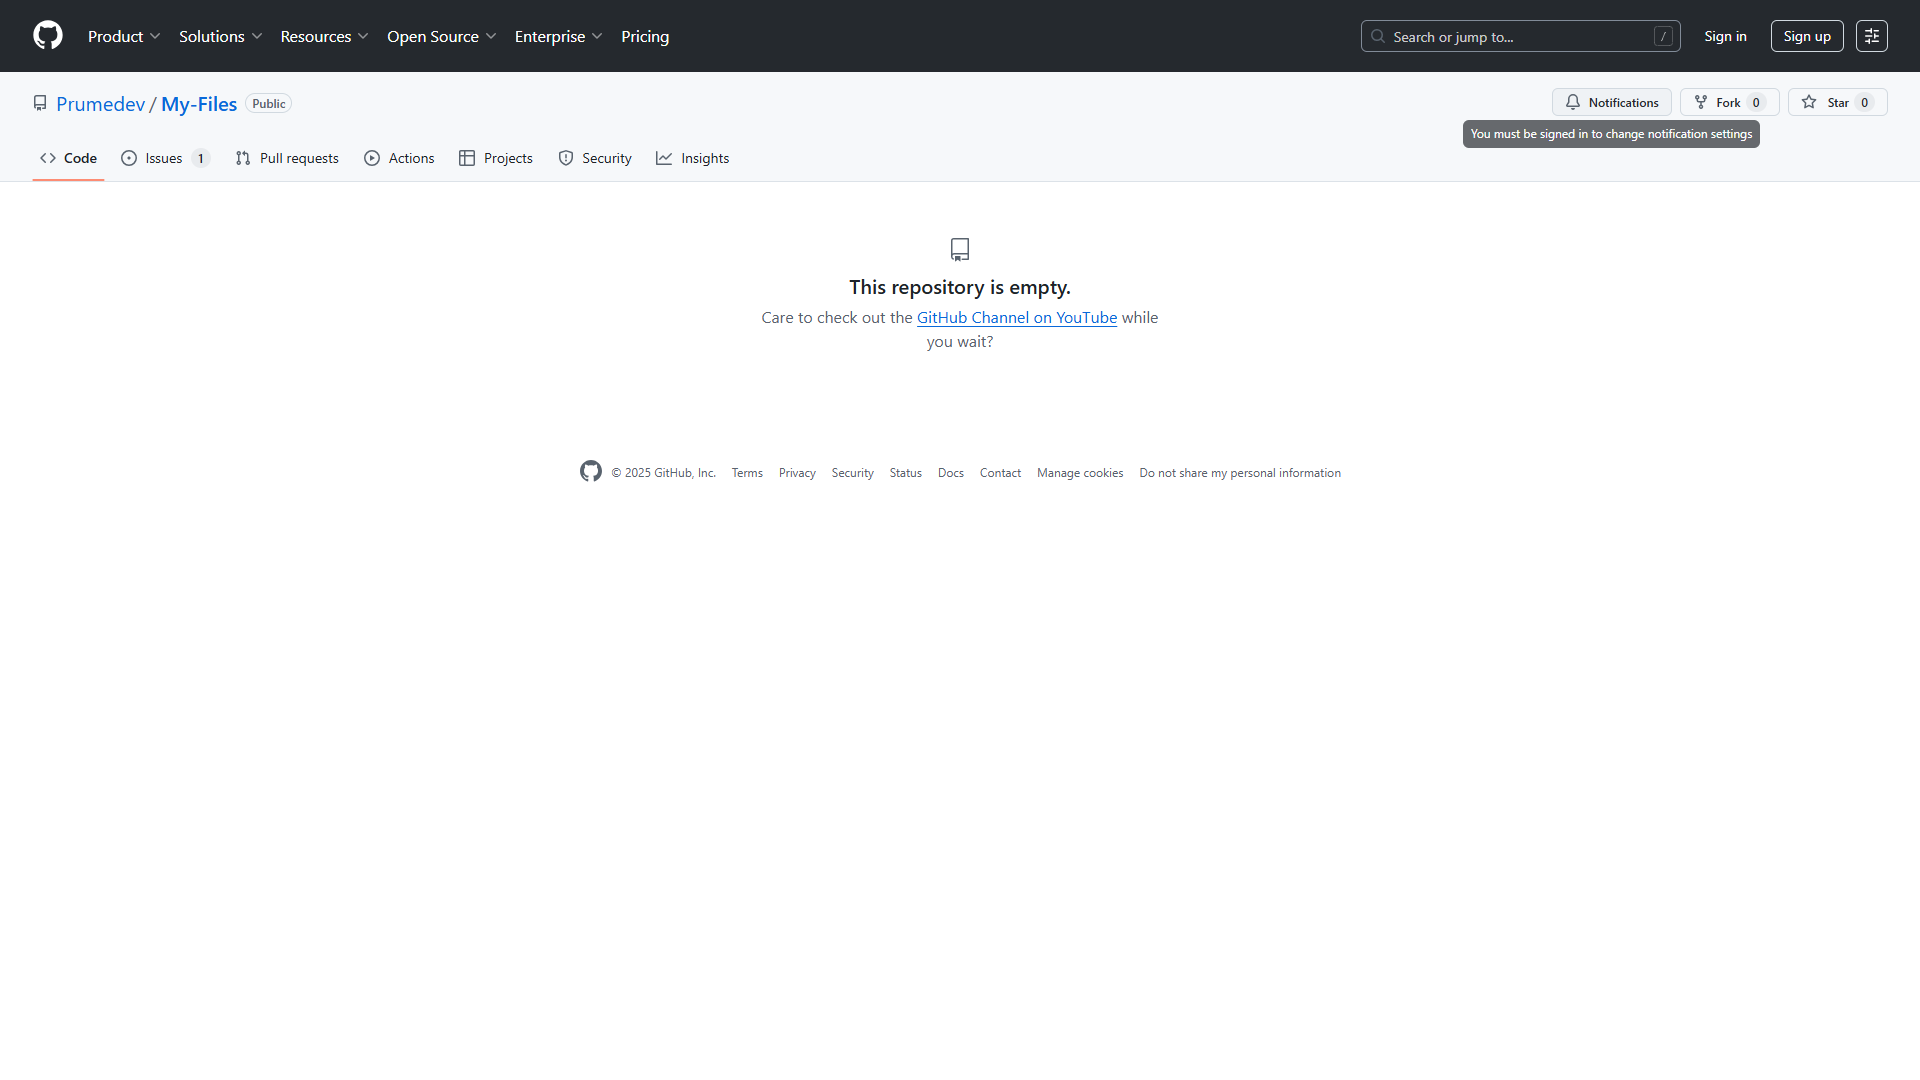 Product Solutions Resources Open Source Enterprise Pricing Search or jump to... / Sign in Sign up
Prumedev / My-Files Public Notifications Fork 0 Star 0
You must be signed in to change notification settings
Code Issues 1 Pull requests Actions Projects Security Insights
This repository is empty.
Care to check out the GitHub Channel on YouTube while
you wait?
© 2025 GitHub, Inc. Terms Privacy Security Status Docs Contact Manage cookies Do not share my personal information